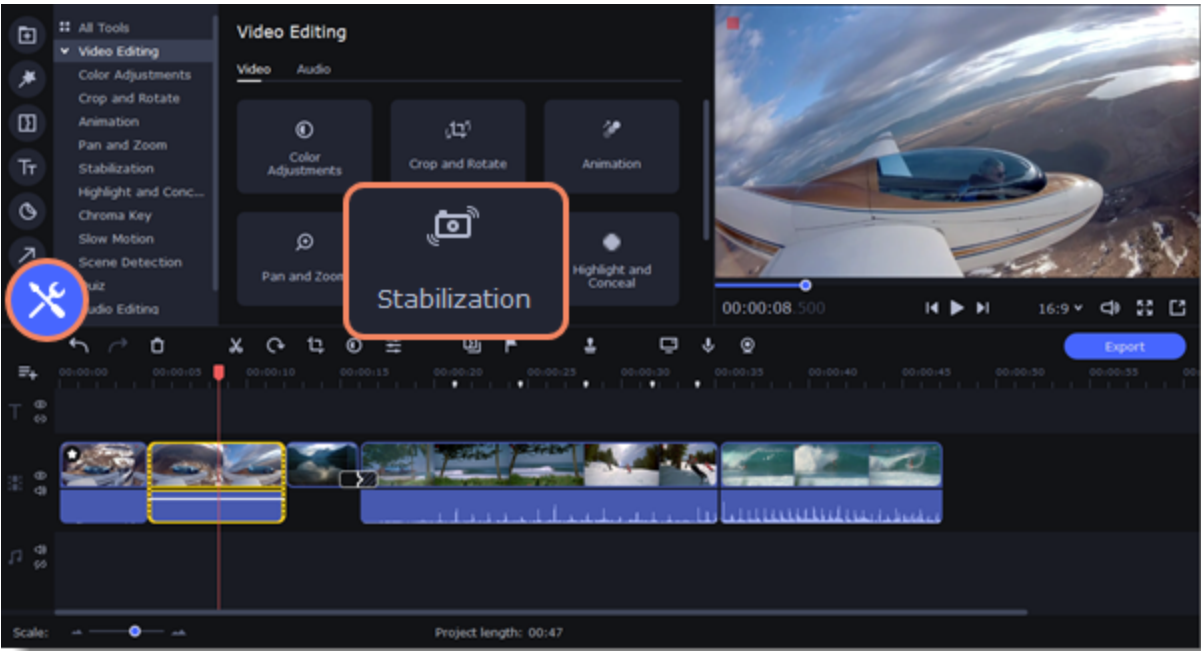 All Tools
Video Editing
Color Adjustments
Crop and Rotate
Animation
Pan and Zoom
Stabilization
Highlight and Conc...
Chroma Key
Slow Motion
Scene Detection
uiz
udio Editing
Video Editing
Video Audio
Color
Adjustments
Crop and Rotate
Animation
Pan and Zoom
Stabilization
Highlight and
Conceal
00:00:08.500
16:9
Export
00:00:00 00:00:05 00:00:10 00:00:15 00:00:20 00:00:25 00:00:30 00:00:35 00:00:40 00:00:45 00:00:50 00:00:55 00
Scale:
Project length: 00:47